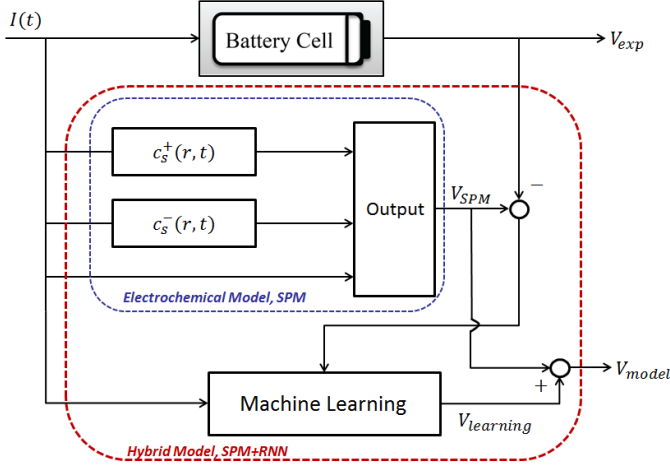 I(t)
Battery Cell
V_exp
c_s^+(r, t)
−
V_SPM
Output
c_s^−(r, t)
Electrochemical Model, SPM
Machine Learning
+
V_model
V_learning
Hybrid Model, SPM+RNN